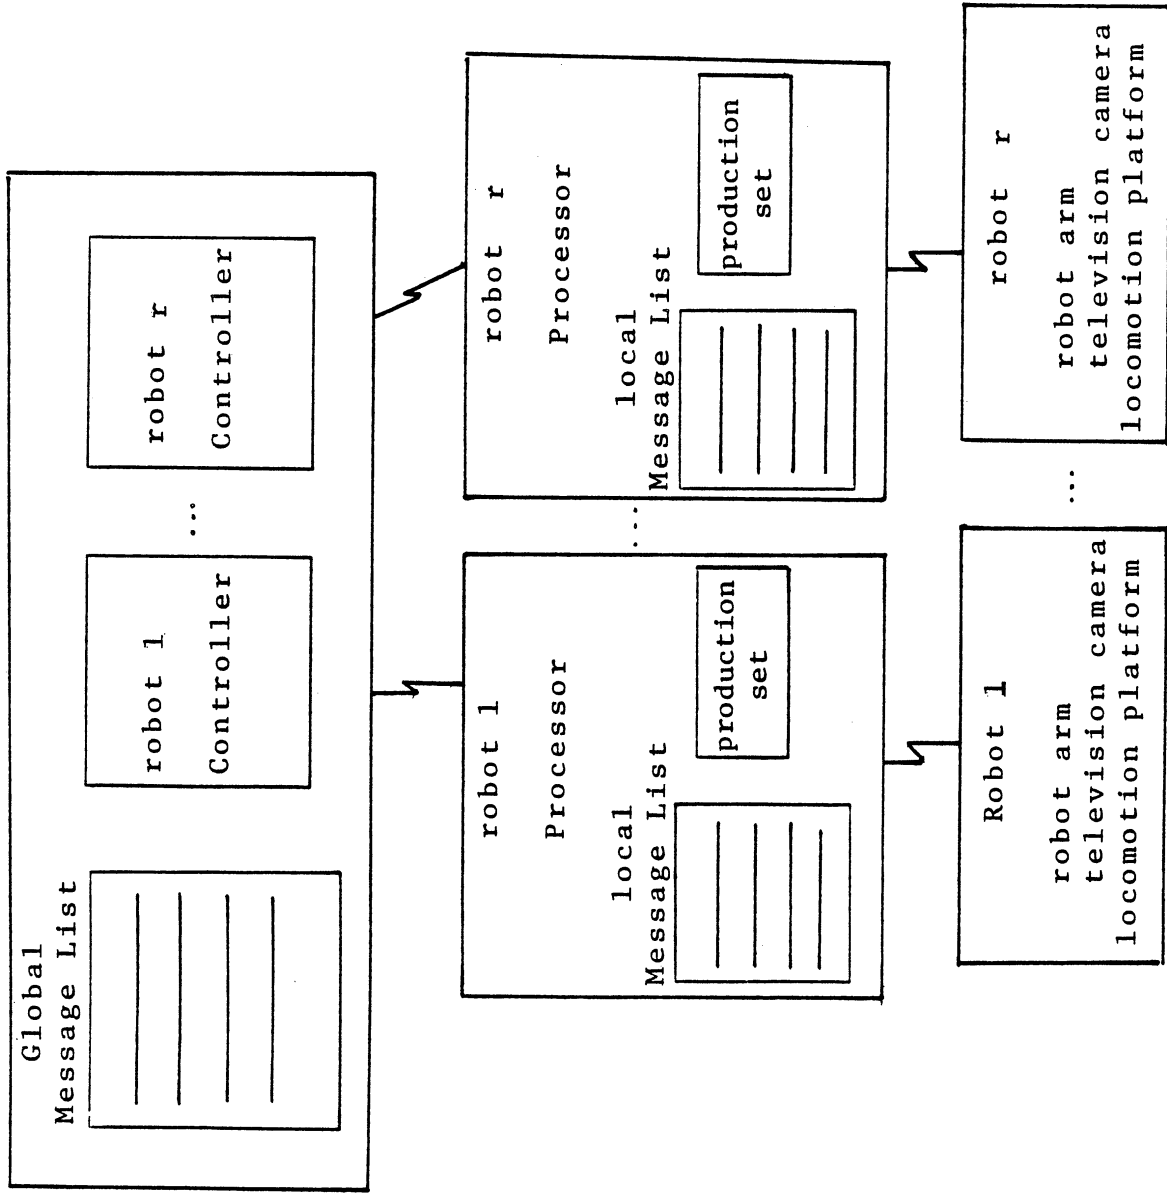 Global
Message List
robot 1
Controller
...
robot r
Controller
robot 1
Processor
local
Message List
production
set
...
robot r
Processor
local
Message List
production
set
Robot 1
robot arm
television camera
locomotion platform
...
robot r
robot arm
television camera
locomotion platform